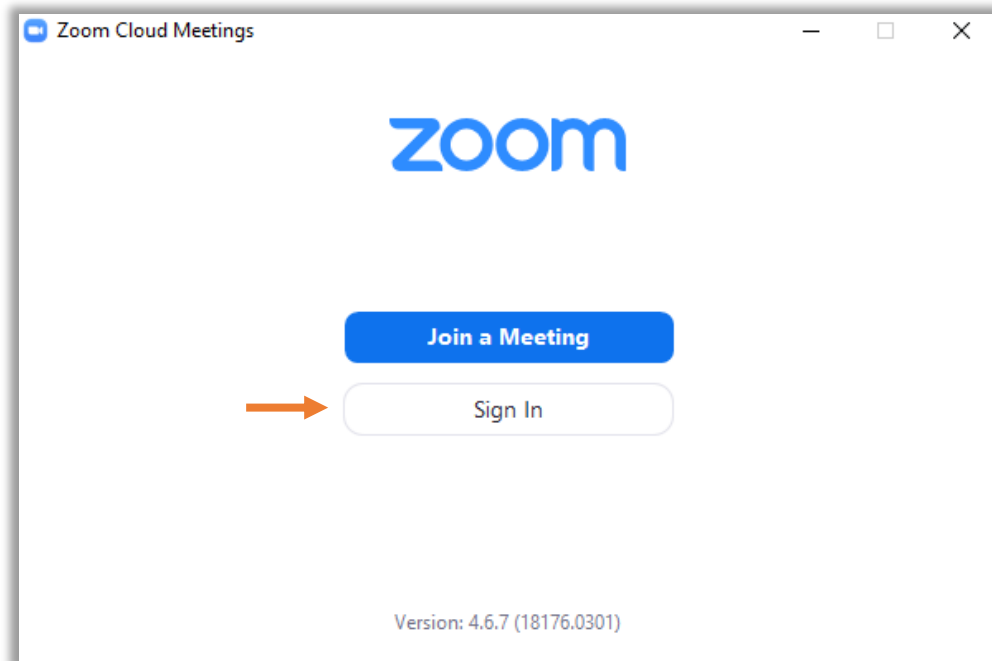 Zoom Cloud Meetings
zoom
Join a Meeting
Sign In
Version: 4.6.7 (18176.0301)